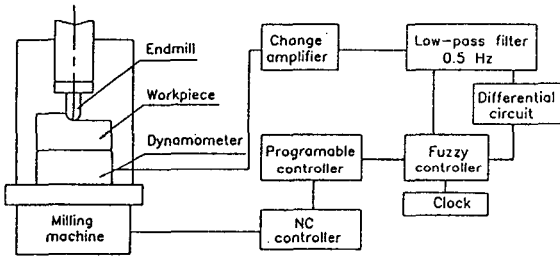 Endmill
Workpiece
Dynamometer
Milling
machine
Change
amplifier
Low-pass filter
0.5 Hz
Differential
circuit
Programable
controller
Fuzzy
controller
Clock
NC
controller